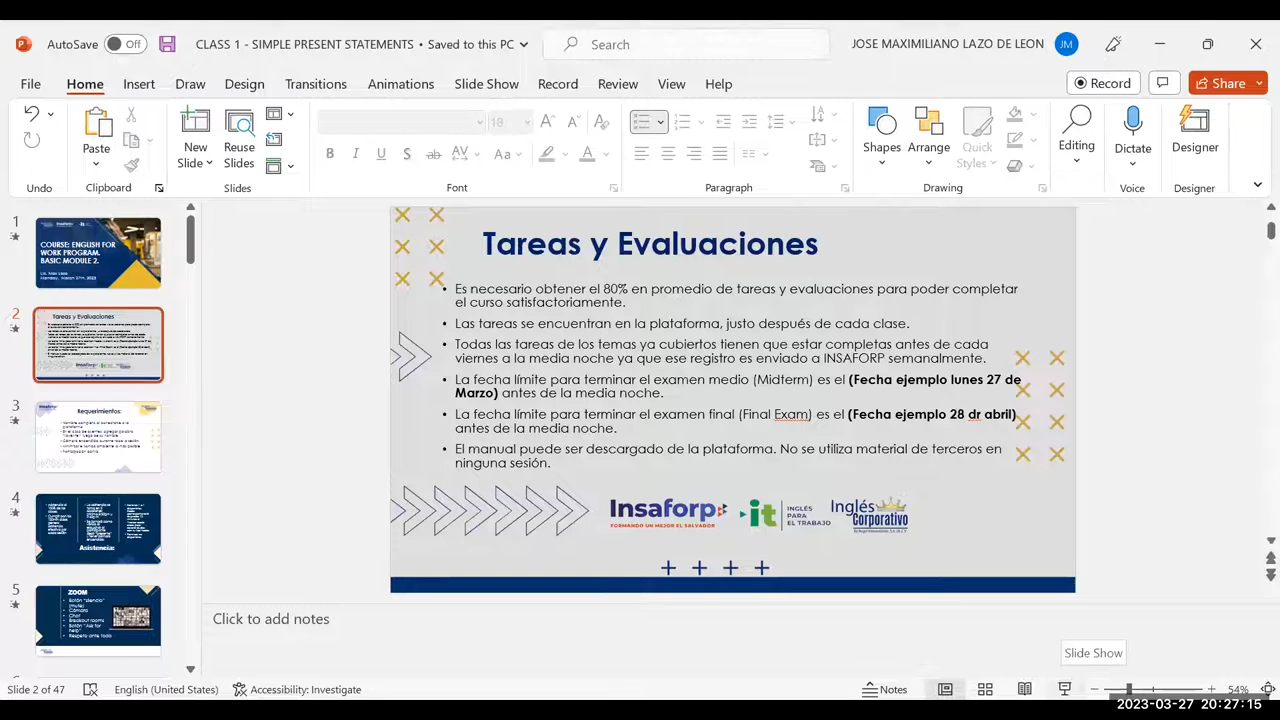 AutoSave Off CLASS 1 - SIMPLE PRESENT STATEMENTS • Saved to this PC Search JOSE MAXIMILIANO LAZO DE LEON JM
File Home Insert Draw Design Transitions Animations Slide Show Record Review View Help Record Share
Paste New Slide Reuse Slides Shapes Arrange Quick Styles Editing Dictate Designer
Undo Clipboard Slides Font Paragraph Drawing Voice Designer
1
COURSE: ENGLISH FOR
WORK PROGRAM.
BASIC MODULE 2.
2
Tareas y Evaluaciones
3
Requerimientos:
4
Asistencia:
5
ZOOM
Tareas y Evaluaciones
• Es necesario obtener el 80% en promedio de tareas y evaluaciones para poder completar
el curso satisfactoriamente.
• Las tareas se encuentran en la plataforma, justo después de cada clase.
• Todas las tareas de los temas ya cubiertos tienen que estar completas antes de cada
viernes a la media noche ya que ese registro es enviado a INSAFORP semanalmente.
• La fecha límite para terminar el examen medio (Midterm) es el (Fecha ejemplo lunes 27 de
Marzo) antes de la media noche.
• La fecha límite para terminar el examen final (Final Exam) es el (Fecha ejemplo 28 dr abril)
antes de la media noche.
• El manual puede ser descargado de la plataforma. No se utiliza material de terceros en
ninguna sesión.
Insaforp
FORMANDO UN MEJOR EL SALVADOR
it INGLÉS
PARA
EL TRABAJO
Inglés
Corporativo
Click to add notes
Slide Show
Slide 2 of 47 English (United States) Accessibility: Investigate Notes 54%
2023-03-27 20:27:15